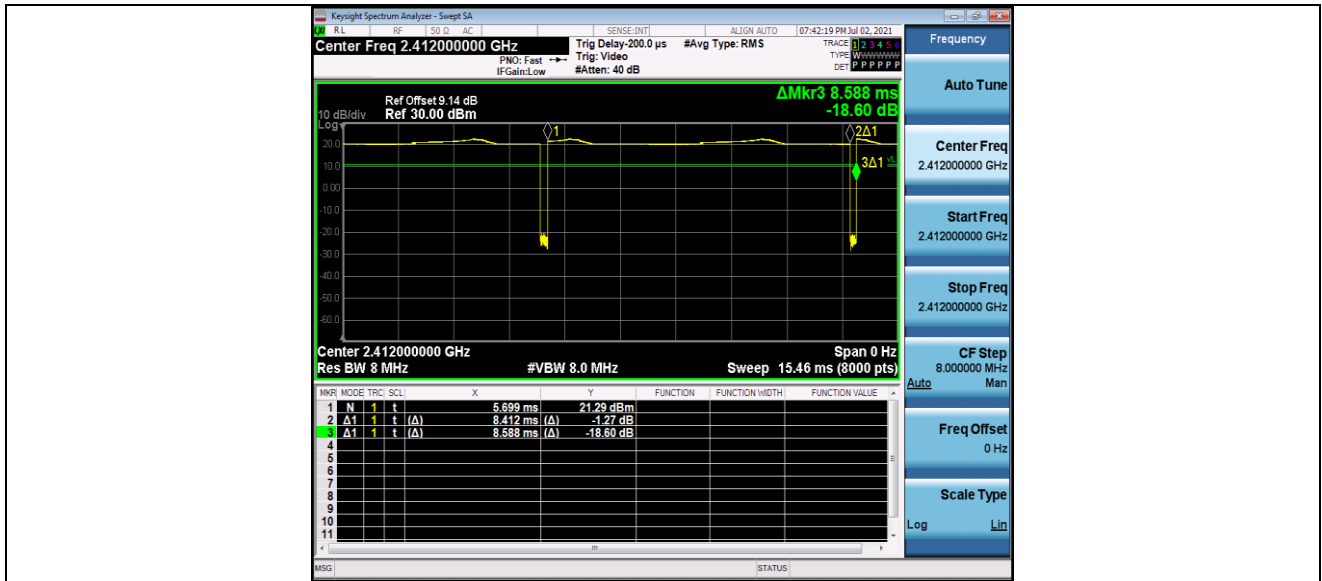 Keysight Spectrum Analyzer - Swept SA
RL RF 50 Ω AC SENSE:INT ALIGN AUTO 07:42:19 PM Jul 02, 2021
Center Freq 2.412000000 GHz
PNO: Fast
IFGain:Low
Trig Delay-200.0 µs
Trig: Video
#Atten: 40 dB
#Avg Type: RMS
TRACE 1 2 3 4 5 6
TYPE WWWWWW
DET P P P P P P
Frequency
Auto Tune
Center Freq
2.412000000 GHz
Start Freq
2.412000000 GHz
Stop Freq
2.412000000 GHz
CF Step
8.000000 MHz
Auto Man
Freq Offset
0 Hz
Scale Type
Log Lin
Ref Offset 9.14 dB
10 dB/div Ref 30.00 dBm
Log
ΔMkr3 8.588 ms
-18.60 dB
1
2Δ1
3Δ1
20.0
10.0
0.00
-10.0
-20.0
-30.0
-40.0
-50.0
-60.0
Center 2.412000000 GHz Span 0 Hz
Res BW 8 MHz #VBW 8.0 MHz Sweep 15.46 ms (8000 pts)
MKR MODE TRC SCL X Y FUNCTION FUNCTION WIDTH FUNCTION VALUE
1 N 1 t 5.699 ms 21.29 dBm
2 Δ1 1 t (Δ) 8.412 ms (Δ) -1.27 dB
3 Δ1 1 t (Δ) 8.588 ms (Δ) -18.60 dB
4
5
6
7
8
9
10
11
MSG STATUS